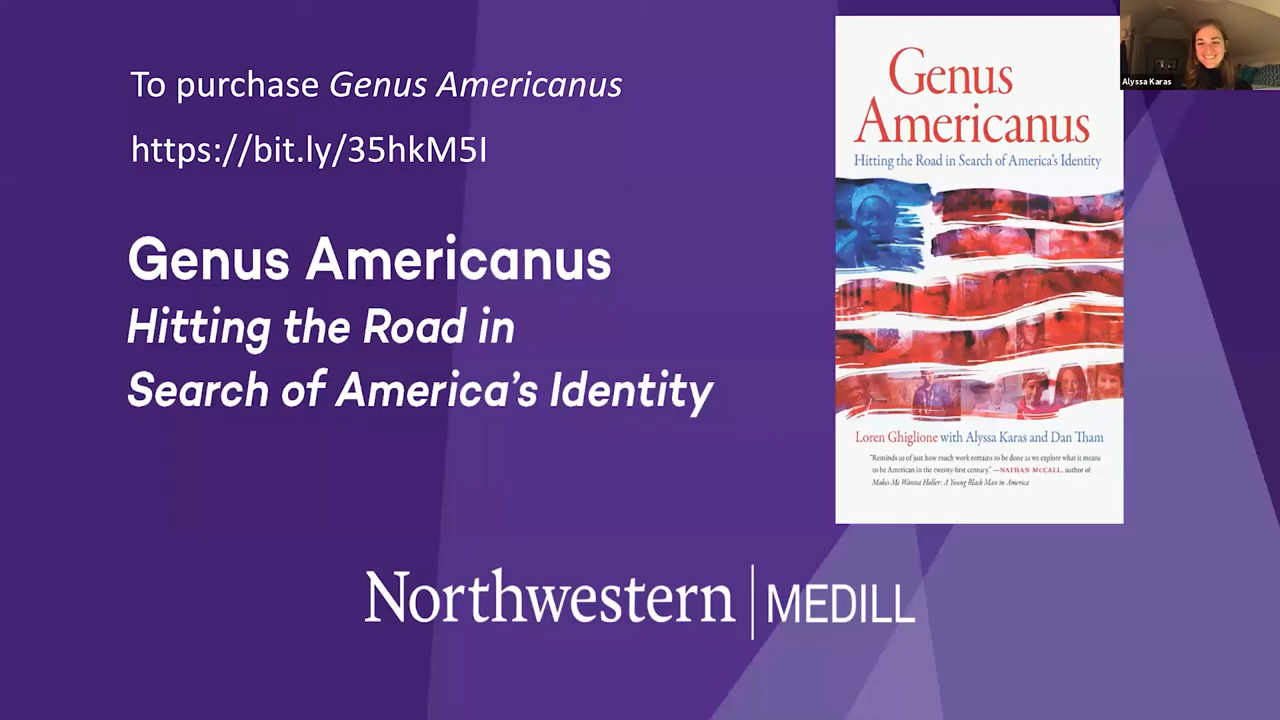 To purchase Genus Americanus
https://bit.ly/35hkM5I
Genus Americanus
Hitting the Road in
Search of America's Identity
Genus
Americanus
Hitting the Road in Search of America's Identity
Loren Ghiglione with Alyssa Karas and Dan Tham
"Reminds us of just how much work remains to be done as we explore what it means
to be American in the twenty-first century." —NATHAN McCALL, author of
Makes Me Wanna Holler: A Young Black Man in America
Alyssa Karas
Northwestern | MEDILL